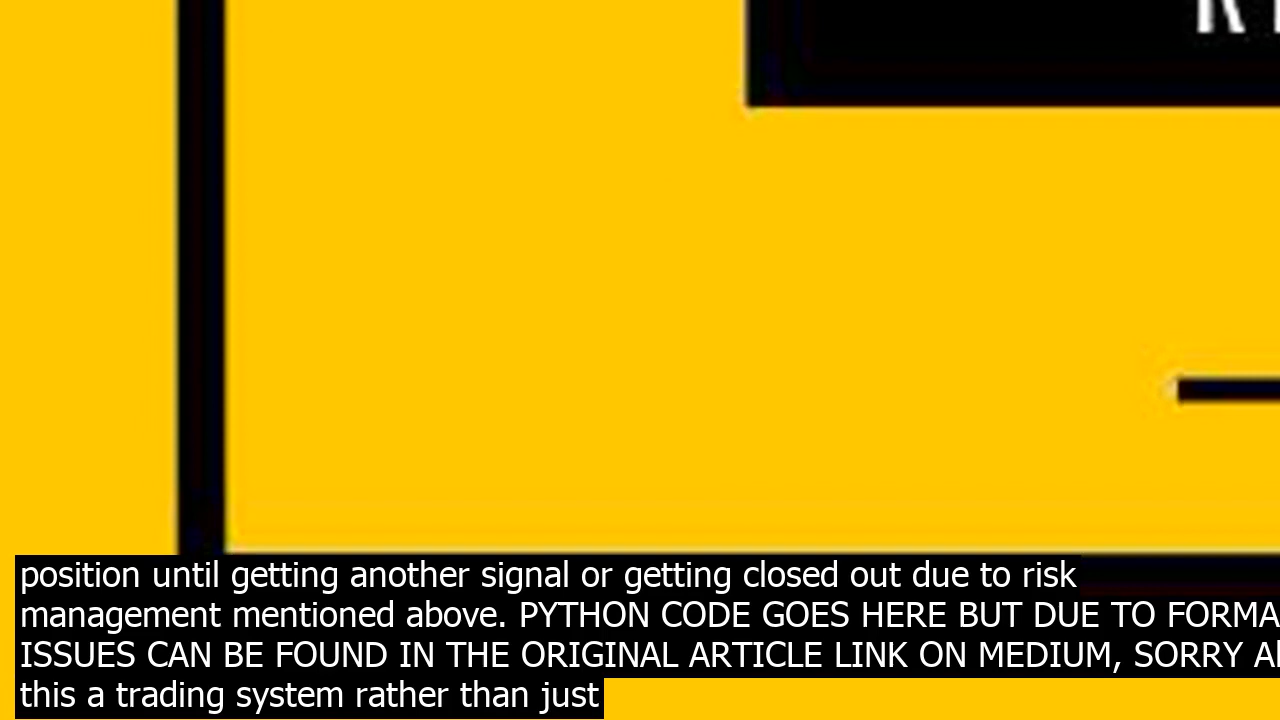 position until getting another signal or getting closed out due to risk
management mentioned above. PYTHON CODE GOES HERE BUT DUE TO
ISSUES CAN BE FOUND IN THE ORIGINAL ARTICLE LINK ON MEDIUM, SORRY
this a trading system rather than just